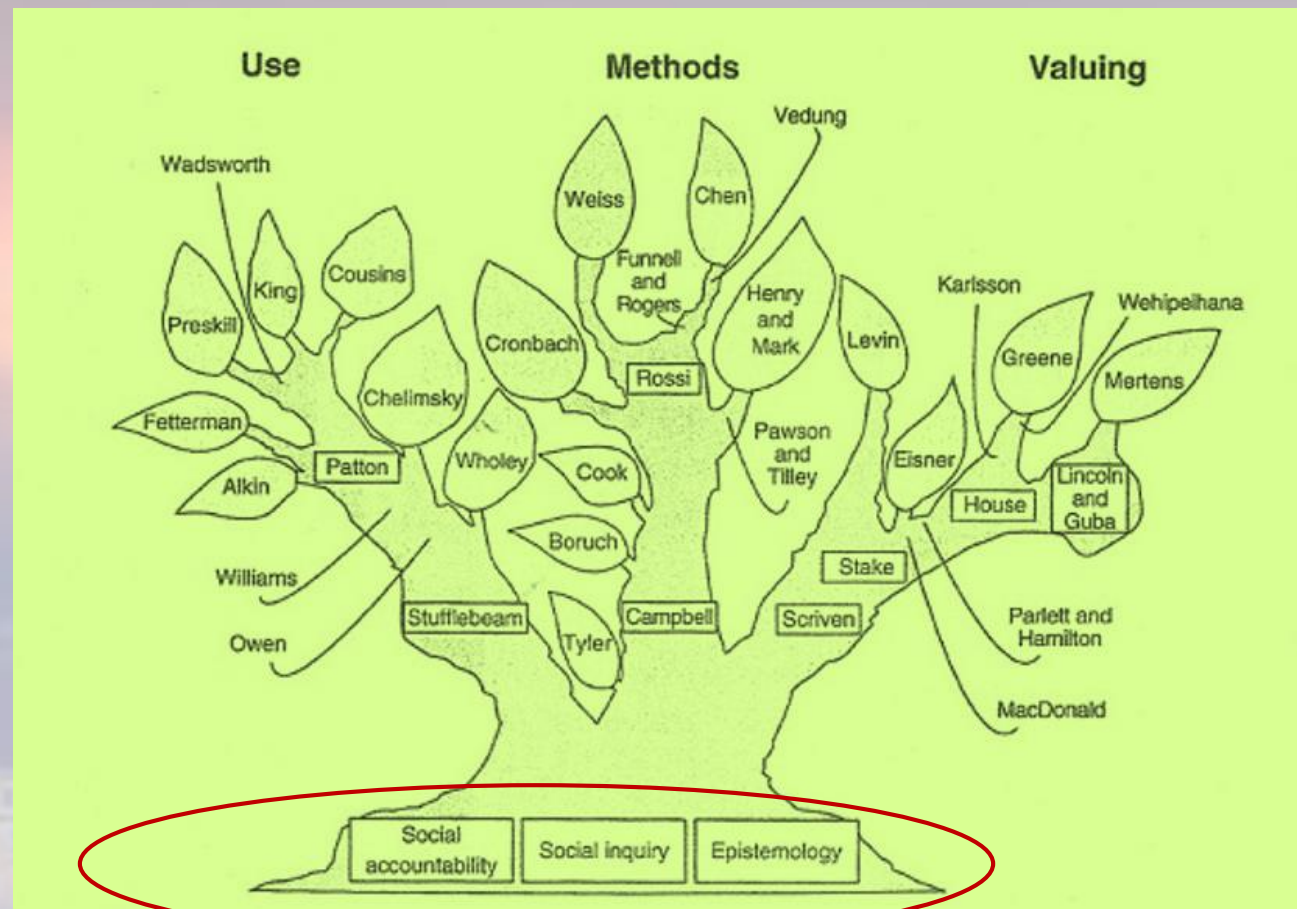 Use
Methods
Valuing
Vedung
Wadsworth
Weiss
Chen
Cousins
King
Preskill
Funnell
and
Rogers
Henry
and
Mark
Karlsson
Wehipeihana
Cronbach
Levin
Greene
Mertens
Rossi
Chelimsky
Fetterman
Pawson
and
Tilley
Patton
Wholey
Cook
Eisner
Alkin
House
Lincoln
and
Guba
Boruch
Stake
Williams
Stufflebeam
Campbell
Scriven
Parlett and
Hamilton
Owen
Tyler
MacDonald
Social
accountability
Social inquiry
Epistemology